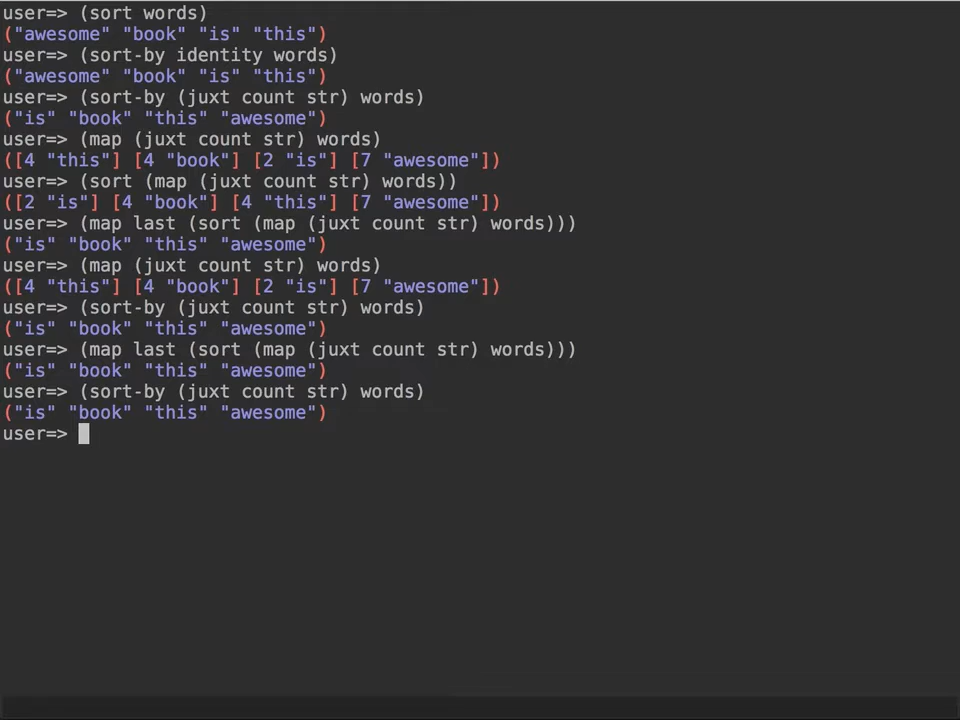 user=> (sort words)
("awesome" "book" "is" "this")
user=> (sort-by identity words)
("awesome" "book" "is" "this")
user=> (sort-by (juxt count str) words)
("is" "book" "this" "awesome")
user=> (map (juxt count str) words)
([4 "this"] [4 "book"] [2 "is"] [7 "awesome"])
user=> (sort (map (juxt count str) words))
([2 "is"] [4 "book"] [4 "this"] [7 "awesome"])
user=> (map last (sort (map (juxt count str) words)))
("is" "book" "this" "awesome")
user=> (map (juxt count str) words)
([4 "this"] [4 "book"] [2 "is"] [7 "awesome"])
user=> (sort-by (juxt count str) words)
("is" "book" "this" "awesome")
user=> (map last (sort (map (juxt count str) words)))
("is" "book" "this" "awesome")
user=> (sort-by (juxt count str) words)
("is" "book" "this" "awesome")
user=>